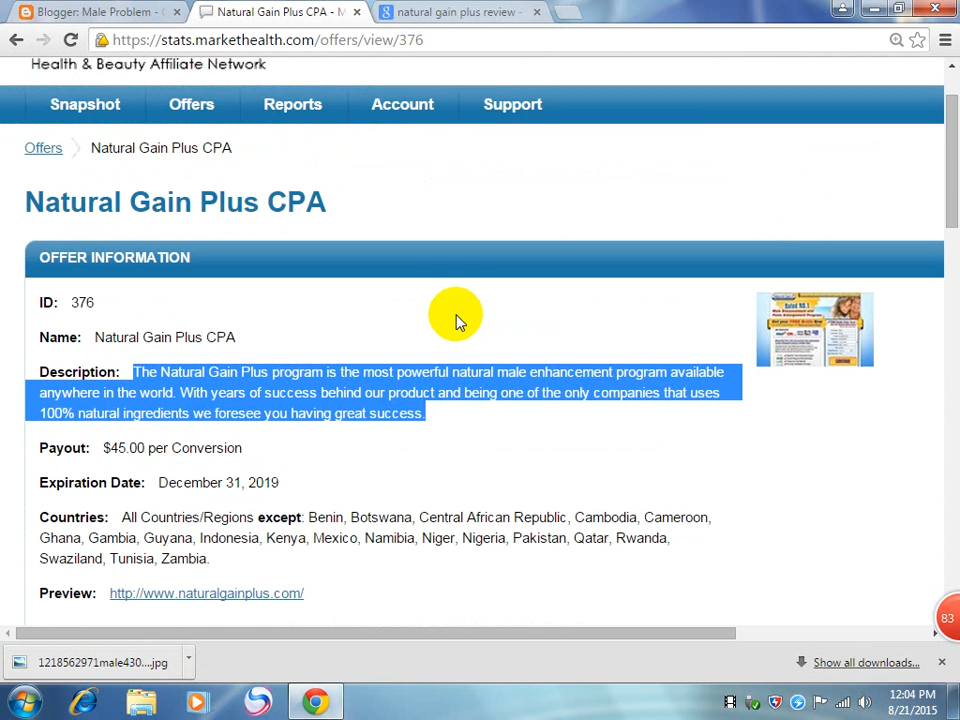 Blogger: Male Problem -
Natural Gain Plus CPA - M
natural gain plus review -
https://stats.markethealth.com/offers/view/376
Health & Beauty Affiliate Network
Snapshot Offers Reports Account Support
Offers Natural Gain Plus CPA
Natural Gain Plus CPA
OFFER INFORMATION
ID: 376
Name: Natural Gain Plus CPA
Description: The Natural Gain Plus program is the most powerful natural male enhancement program available
anywhere in the world. With years of success behind our product and being one of the only companies that uses
100% natural ingredients we foresee you having great success.
Payout: $45.00 per Conversion
Expiration Date: December 31, 2019
Countries: All Countries/Regions except: Benin, Botswana, Central African Republic, Cambodia, Cameroon,
Ghana, Gambia, Guyana, Indonesia, Kenya, Mexico, Namibia, Niger, Nigeria, Pakistan, Qatar, Rwanda,
Swaziland, Tunisia, Zambia.
Preview: http://www.naturalgainplus.com/
83
1218562971male430....jpg
Show all downloads...
12:04 PM
8/21/2015